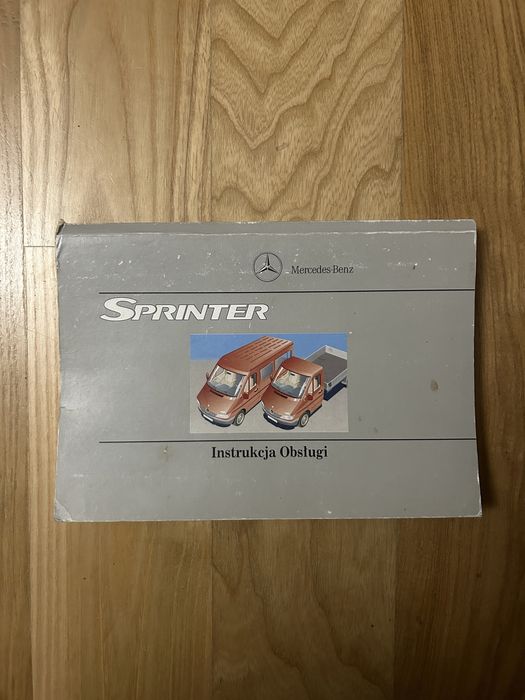 Mercedes-Benz
SPRINTER
Instrukcja Obsługi